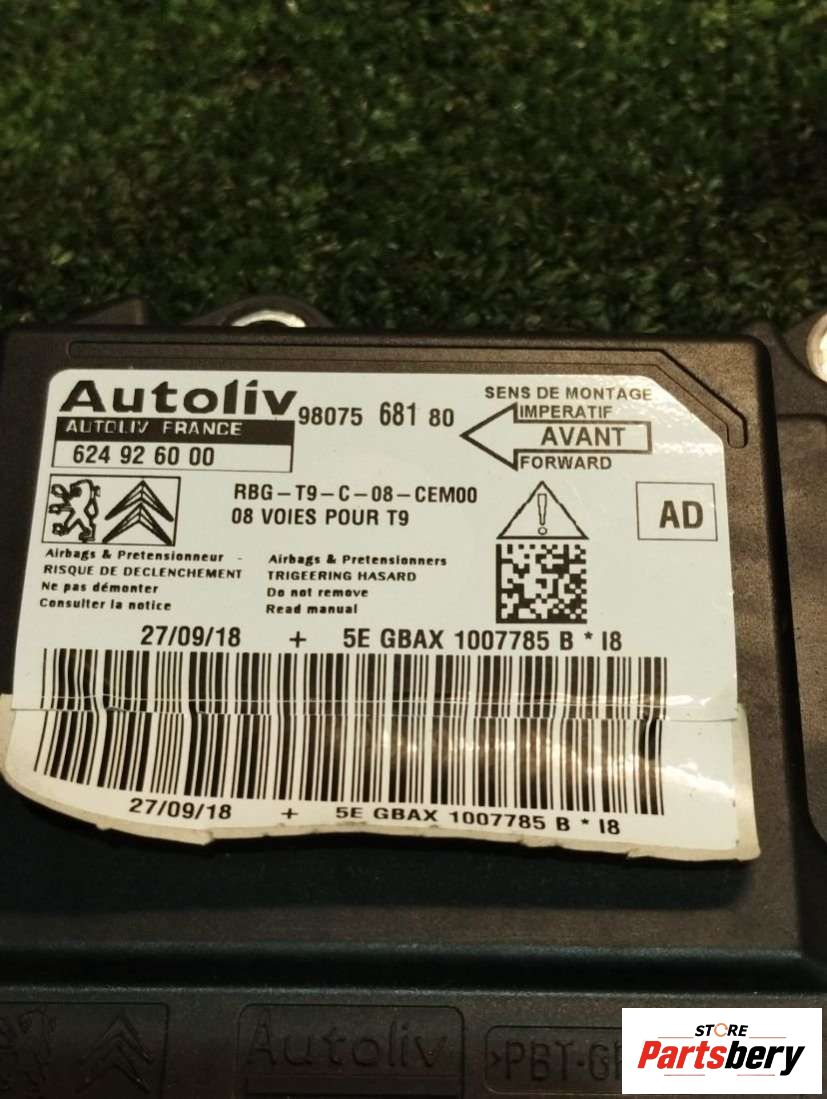 Autoliv 98075 681 80
AUTOLIV FRANCE
624 92 60 00
SENS DE MONTAGE
IMPERATIF
AVANT
FORWARD
RBG-T9-C-08-CEM00
08 VOIES POUR T9
AD
Airbags & Pretensionneur -
RISQUE DE DECLENCHEMENT
Ne pas démonter
Consulter la notice
Airbags & Pretensionners
TRIGEERING HASARD
Do not remove
Read manual
27/09/18 + 5E GBAX 1007785 B * I8
27/09/18 + 5E GBAX 1007785 B * I8
Autoliv
STORE
Partsbery